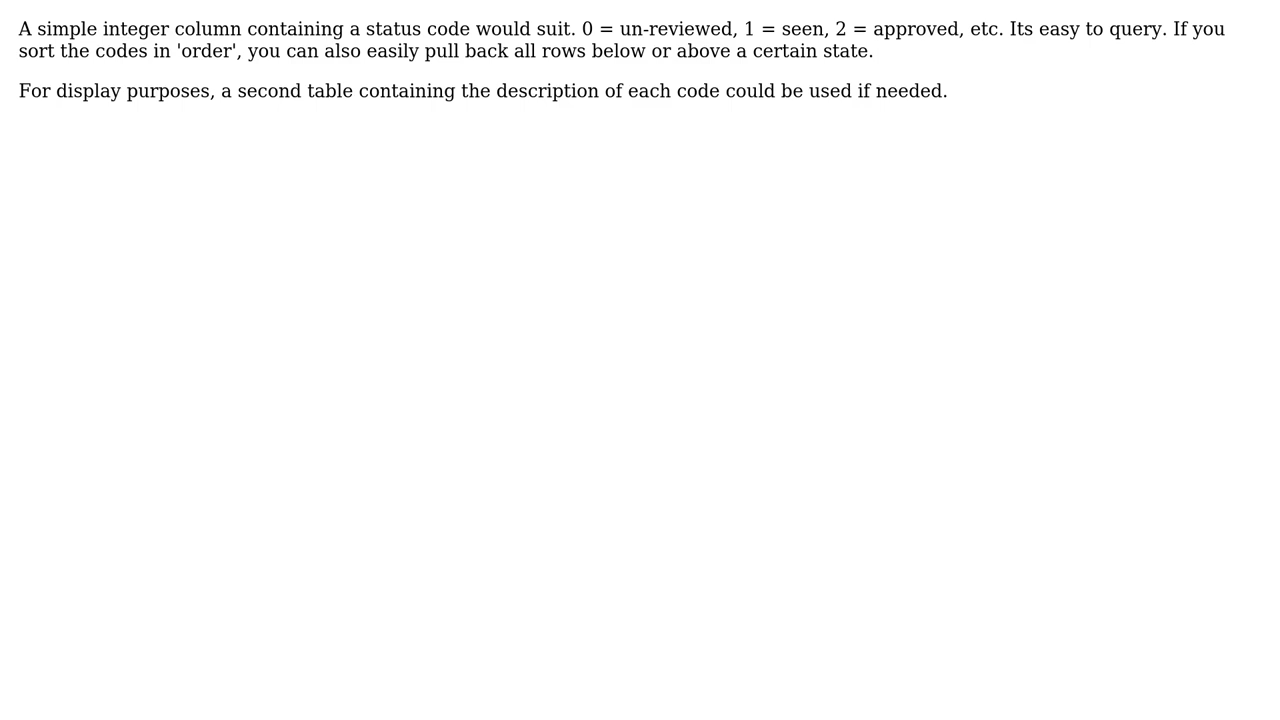 A simple integer column containing a status code would suit. 0 = un-reviewed, 1 = seen, 2 = approved, etc. Its easy to query. If you
sort the codes in 'order', you can also easily pull back all rows below or above a certain state.
For display purposes, a second table containing the description of each code could be used if needed.